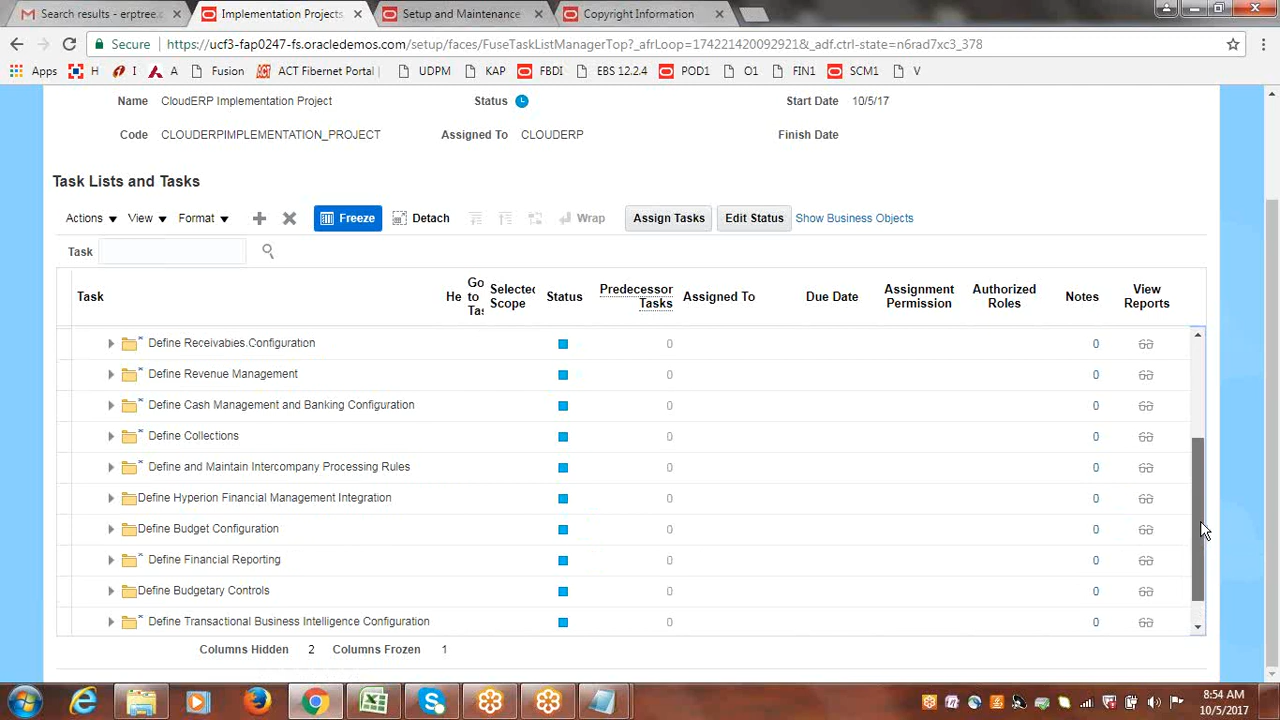 Search results - erptree.c
Implementation Projects
Setup and Maintenance
Copyright Information
Secure
https://ucf3-fap0247-fs.oracledemos.com/setup/faces/FuseTaskListManagerTop?_afrLoop=17422143009 2921&_adf.ctrl-state=n6rad7xc3_378
Apps H I A Fusion ACT Fibernet Portal UDPM KAP FBDI EBS 12.2.4 POD1 O1 FIN1 SCM1 V
Name CloudERP Implementation Project Status Start Date 10/5/17
Code CLOUDERPIMPLEMENTATION_PROJECT Assigned To CLOUDERP Finish Date
Task Lists and Tasks
Actions View Format Freeze Detach Wrap Assign Tasks Edit Status Show Business Objects
Task
Task He Go to Tas Selected Scope Status Predecessor Tasks Assigned To Due Date Assignment Permission Authorized Roles Notes View Reports
Define Receivables Configuration 0 0
Define Revenue Management 0 0
Define Cash Management and Banking Configuration 0 0
Define Collections 0 0
Define and Maintain Intercompany Processing Rules 0 0
Define Hyperion Financial Management Integration 0 0
Define Budget Configuration 0 0
Define Financial Reporting 0 0
Define Budgetary Controls 0 0
Define Transactional Business Intelligence Configuration 0 0
Columns Hidden 2 Columns Frozen 1
8:54 AM
10/5/2017